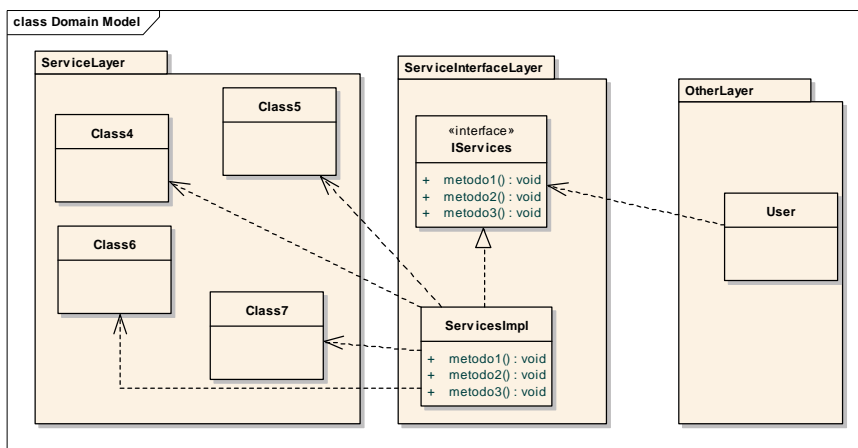 class Domain Model
ServiceLayer
Class4
Class5
Class6
Class7
ServiceInterfaceLayer
«interface»
IServices
+ metodo1() : void
+ metodo2() : void
+ metodo3() : void
ServicesImpl
+ metodo1() : void
+ metodo2() : void
+ metodo3() : void
OtherLayer
User